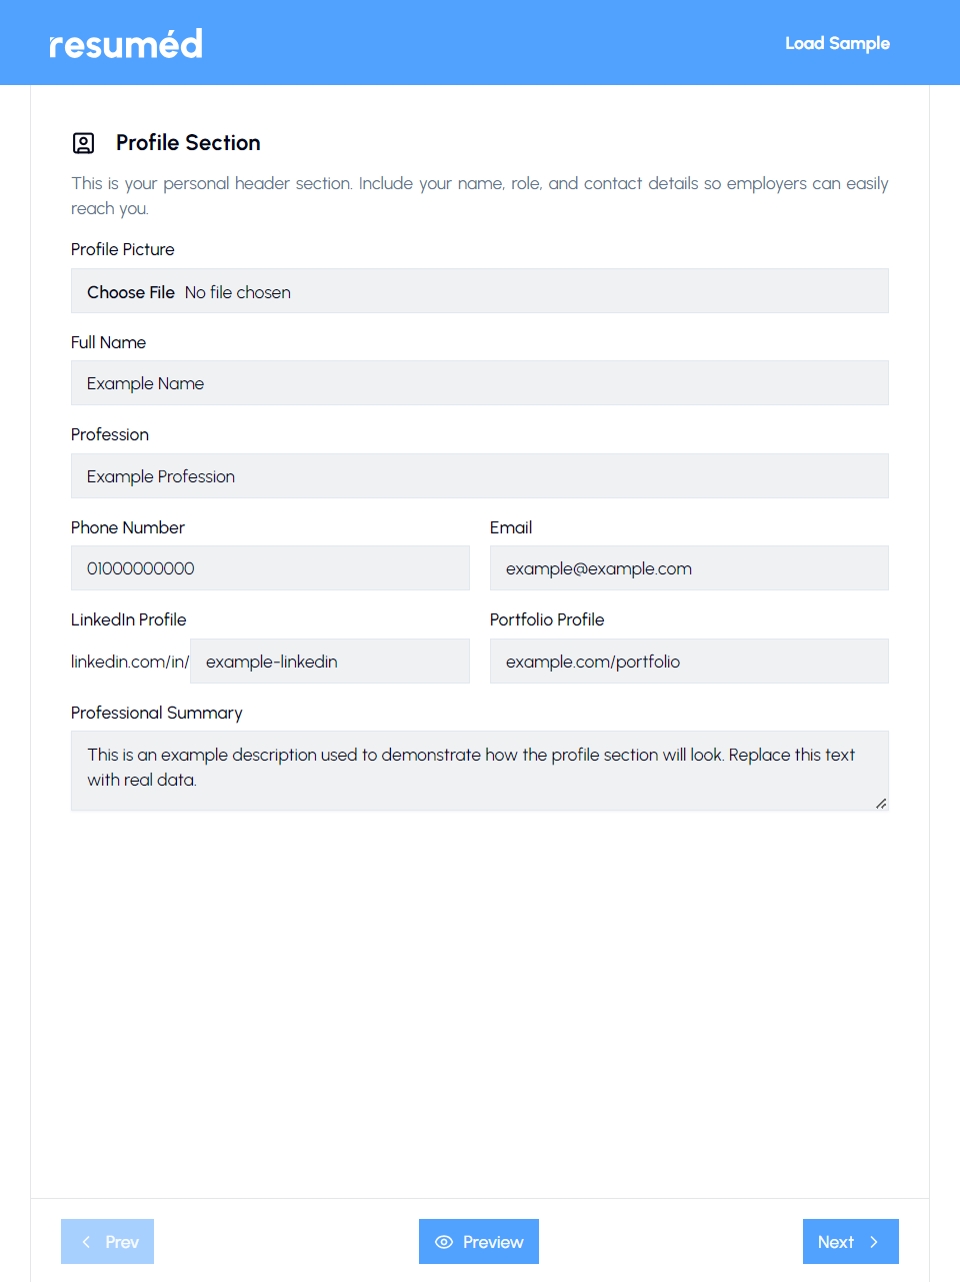 resuméd
Load Sample
Profile Section
This is your personal header section. Include your name, role, and contact details so employers can easily
reach you.
Profile Picture
Choose File No file chosen
Full Name
Example Name
Profession
Example Profession
Phone Number
Email
01000000000
example@example.com
LinkedIn Profile
Portfolio Profile
linkedin.com/in/ example-linkedin
example.com/portfolio
Professional Summary
This is an example description used to demonstrate how the profile section will look. Replace this text
with real data.
Prev
Preview
Next